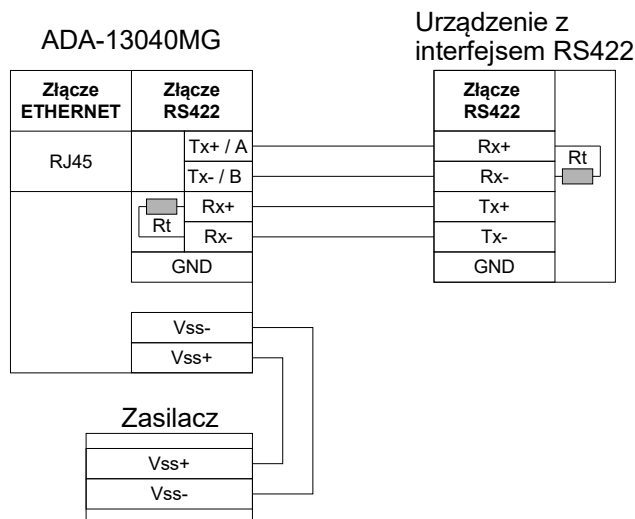 ADA-13040MG
Urządzenie z
interfejsem RS422
Złącze
ETHERNET
Złącze
RS422
RJ45
Tx+ / A
Tx- / B
Rx+
Rx-
Rt
GND
Vss-
Vss+
Złącze
RS422
Rx+
Rx-
Tx+
Tx-
GND
Rt
Zasilacz
Vss+
Vss-